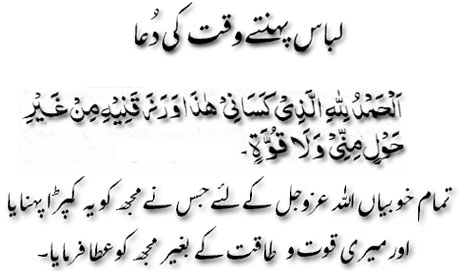 لباس پہنتے وقت کی دُعا
اَلْحَمْدُ لِلّٰهِ الَّذِیْ كَسَانِیْ هٰذَا وَرَزَقَنِیْهِ مِنْ غَیْرِ
حَوْلٍ مِنِّیْ وَلَا قُوَّةٍ۔
تمام خوبیاں اللہ عزوجل کے لئے جس نے مجھ کو یہ کپڑا پہنایا
اور میری قوت و طاقت کے بغیر مجھ کو عطا فرمایا۔